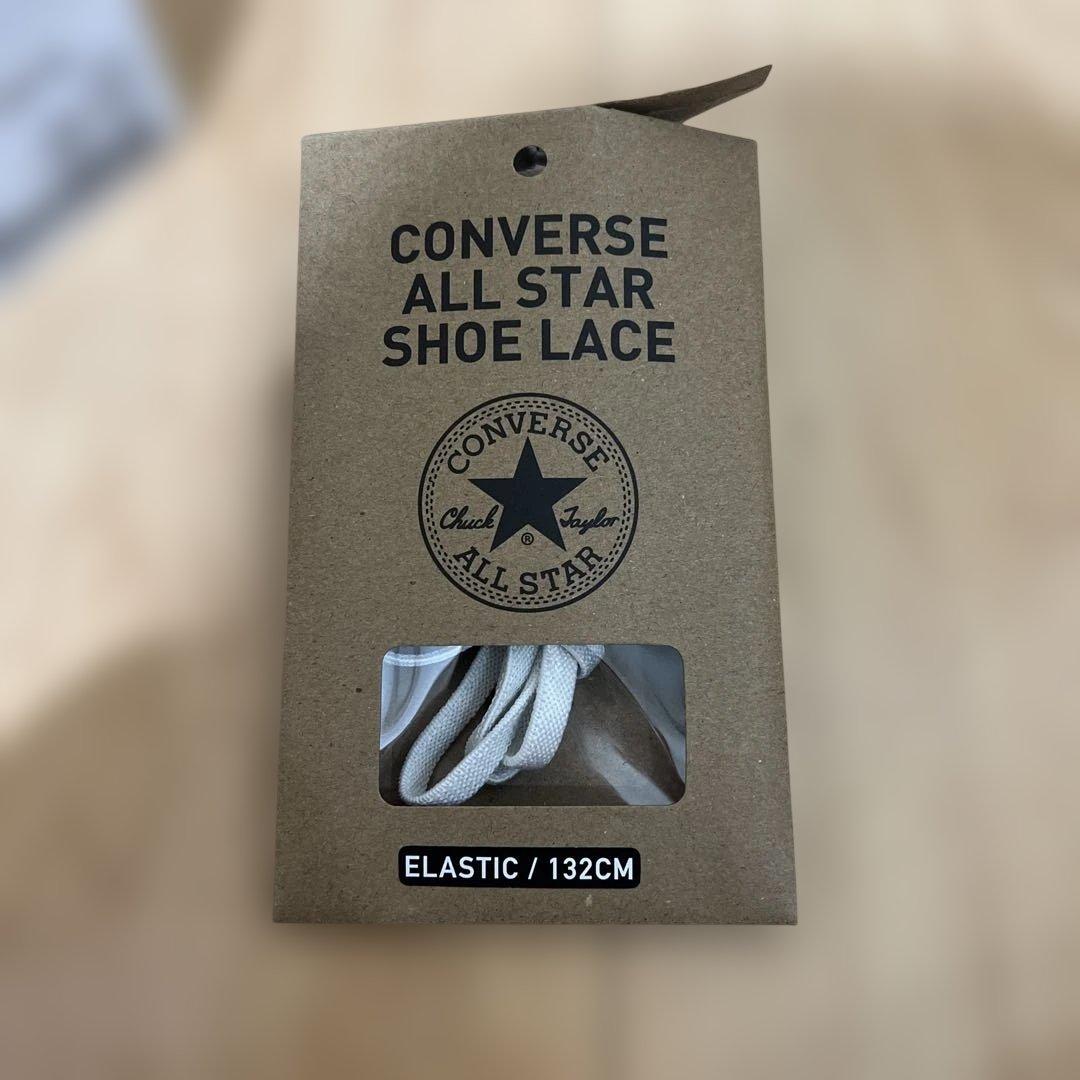 CONVERSE
ALL STAR
SHOE LACE
CONVERSE
Chuck Taylor
®
ALL STAR
ELASTIC / 132CM